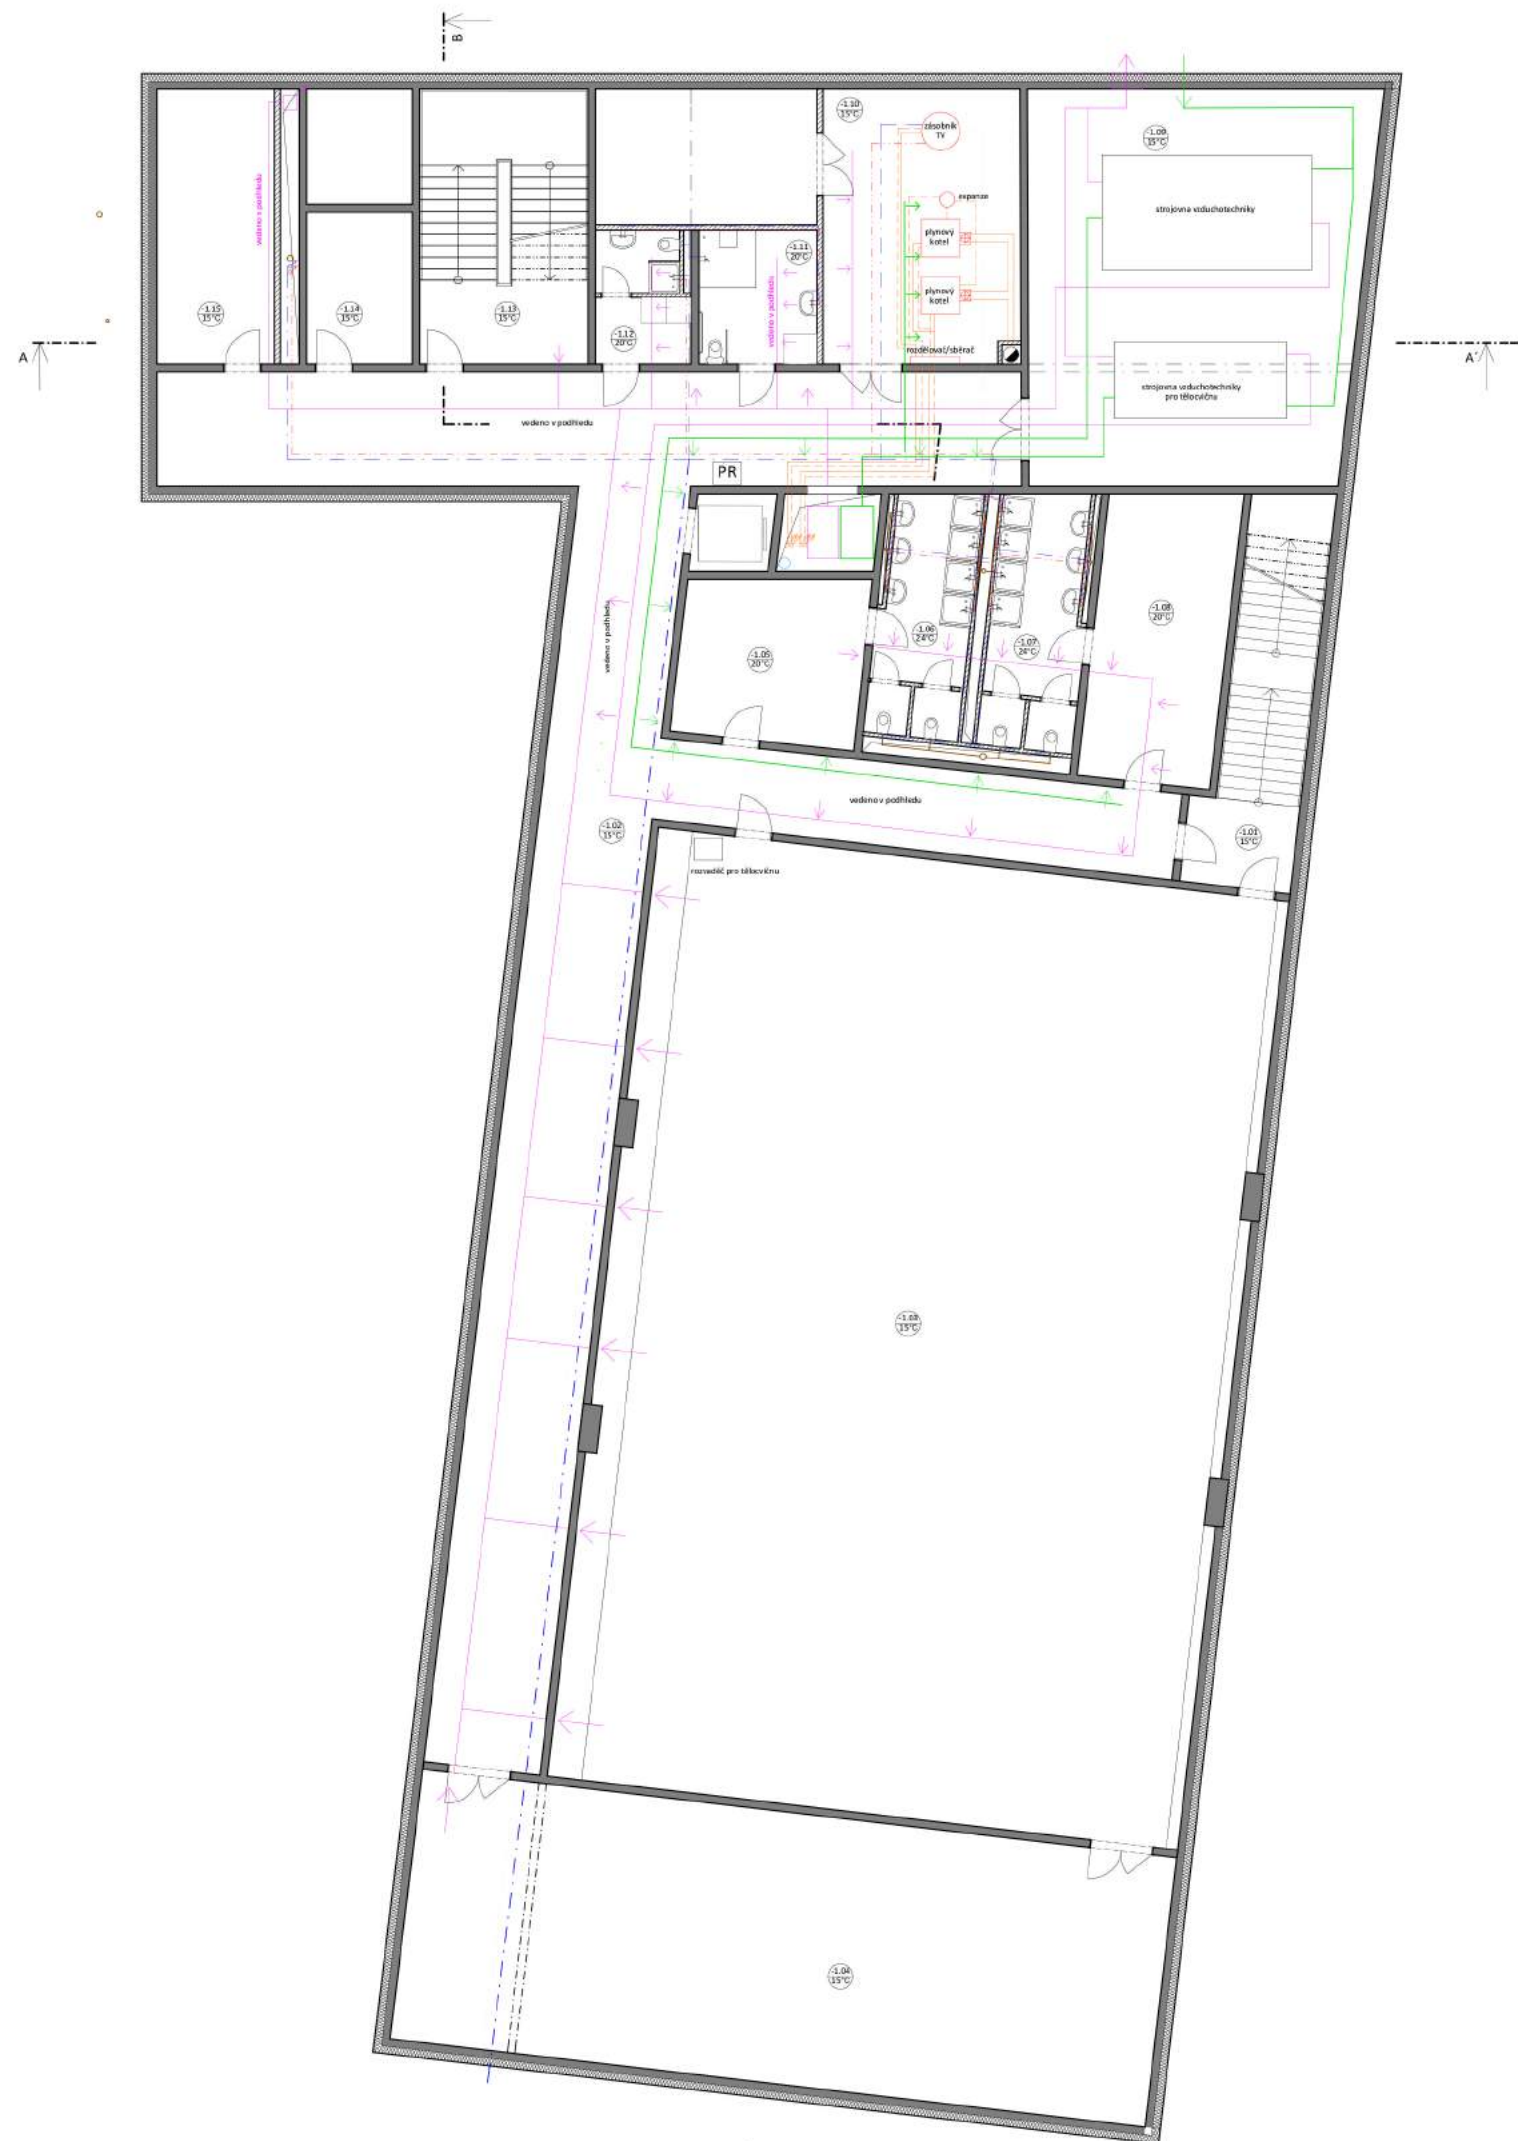 B
-1.10
15°C
zásobník
TV
-1.09
15°C
strojovna vzduchotechniky
expanze
plynový
kotel
plynový
kotel
vedeno v podhledu
-1.11
20°C
vedeno v podhledu
-1.15
15°C
-1.14
15°C
-1.13
15°C
-1.12
20°C
rozdělovač/sběrač
A
A'
strojovna vzduchotechniky
pro tělocvičnu
vedeno v podhledu
PR
-1.08
20°C
-1.06
24°C
-1.07
24°C
vedeno v podhledu
-1.05
20°C
vedeno v podhledu
-1.02
15°C
-1.01
15°C
rozvaděč pro tělocvičnu
-1.03
15°C
-1.04
15°C